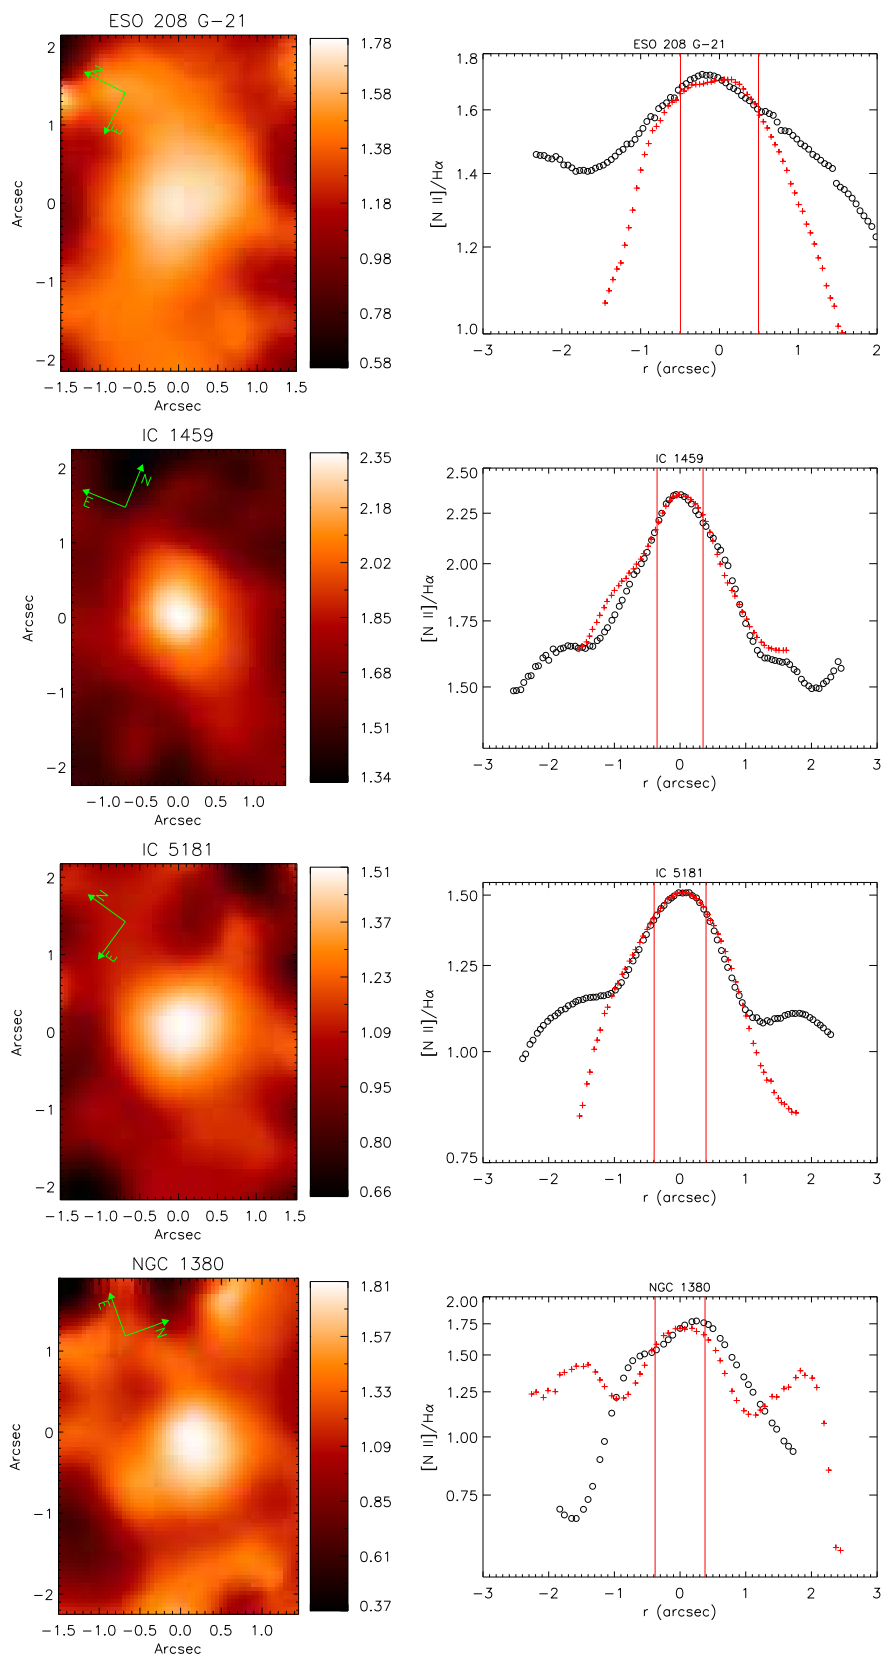 ESO 208 G-21
2
1
0
-1
-2
Arcsec
N
E
-1.5 -1.0 -0.5 0.0 0.5 1.0 1.5
Arcsec
1.78
1.58
1.38
1.18
0.98
0.78
0.58
ESO 208 G-21
1.8
1.6
1.4
1.2
1.0
[N II]/Hα
-3 -2 -1 0 1 2
r (arcsec)
IC 1459
2
1
0
-1
-2
Arcsec
N
E
-1.0 -0.5 0.0 0.5 1.0
Arcsec
2.35
2.18
2.02
1.85
1.68
1.51
1.34
IC 1459
2.50
2.25
2.00
1.75
1.50
[N II]/Hα
-3 -2 -1 0 1 2 3
r (arcsec)
IC 5181
2
1
0
-1
-2
Arcsec
N
E
-1.5 -1.0 -0.5 0.0 0.5 1.0 1.5
Arcsec
1.51
1.37
1.23
1.09
0.95
0.80
0.66
IC 5181
1.50
1.25
1.00
0.75
[N II]/Hα
-3 -2 -1 0 1 2 3
r (arcsec)
NGC 1380
1
0
-1
-2
Arcsec
E
N
-1.5 -1.0 -0.5 0.0 0.5 1.0
Arcsec
1.81
1.57
1.33
1.09
0.85
0.61
0.37
NGC 1380
2.00
1.75
1.50
1.25
1.00
0.75
[N II]/Hα
-3 -2 -1 0 1 2 3
r (arcsec)